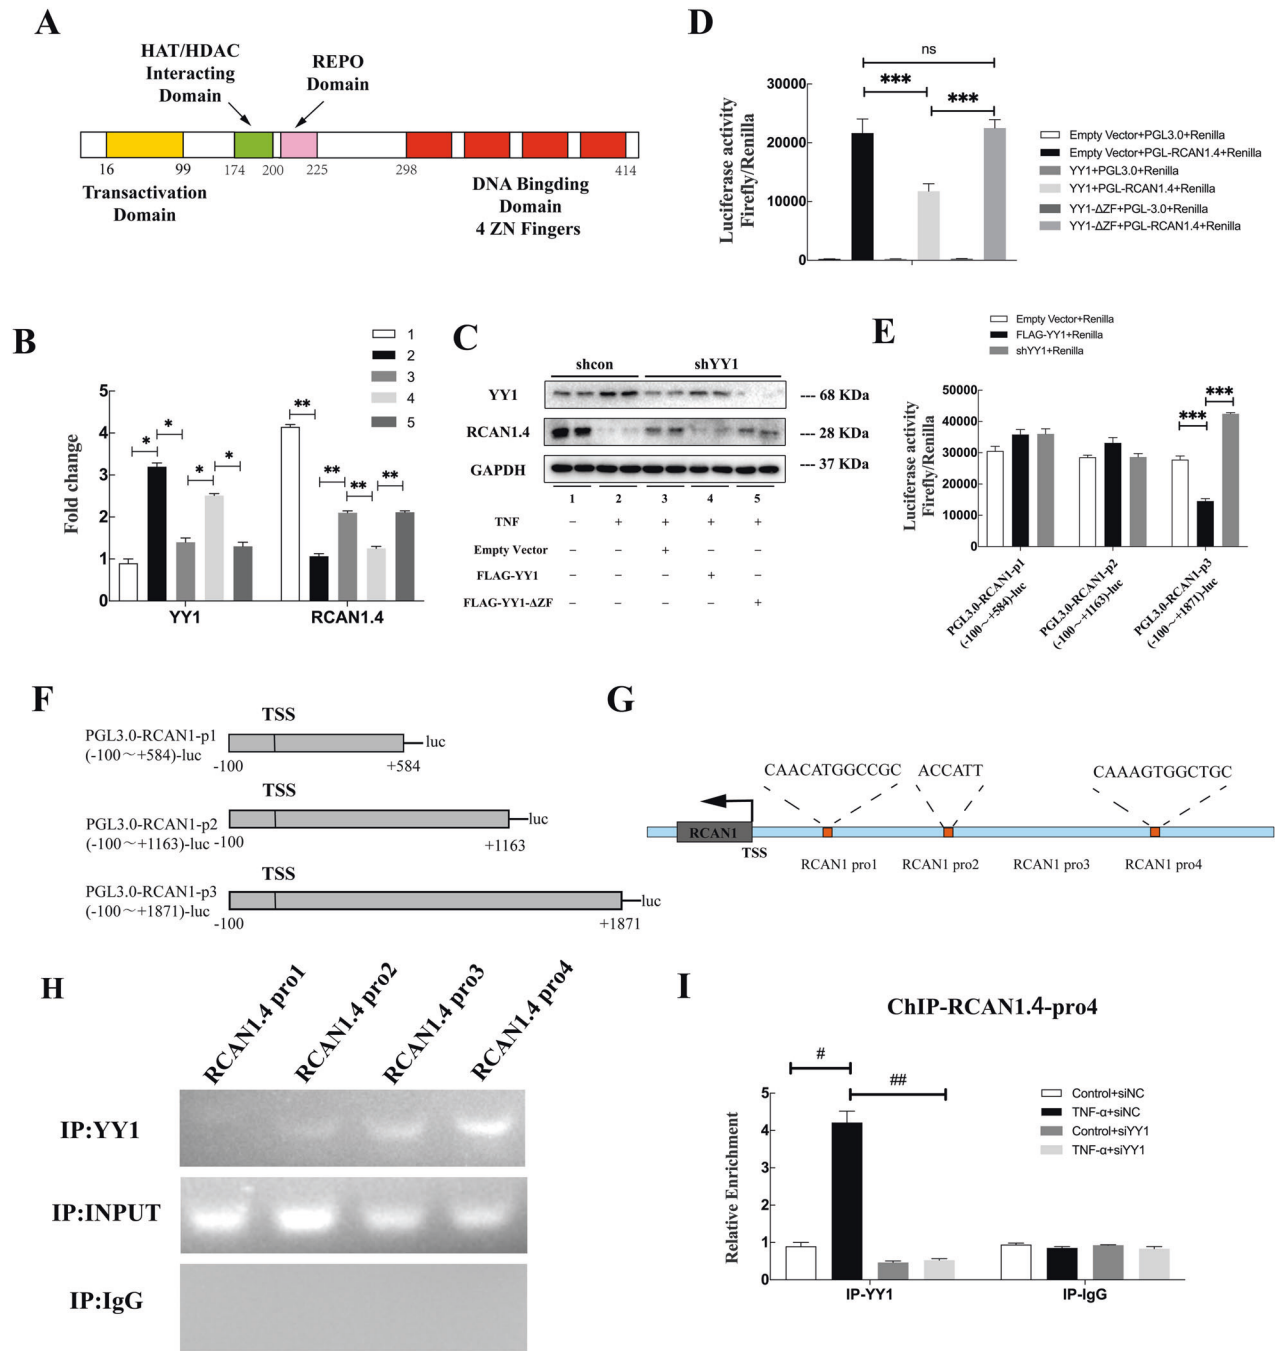 A
HAT/HDAC
Interacting
Domain
REPO
Domain
16
99
174
200
225
298
414
Transactivation
Domain
DNA Bingding
Domain
4 ZN Fingers
D
ns
***
***
Luciferase activity
Firefly/Renilla
30000
20000
10000
0
Empty Vector+PGL3.0+Renilla
Empty Vector+PGL-RCAN1.4+Renilla
YY1+PGL3.0+Renilla
YY1+PGL-RCAN1.4+Renilla
YY1-ΔZF+PGL-3.0+Renilla
YY1-ΔZF+PGL-RCAN1.4+Renilla
B
1
2
3
4
5
Fold change
5
4
3
2
1
0
*
*
*
*
**
**
**
**
YY1
RCAN1.4
C
shcon
shYY1
YY1
--- 68 KDa
RCAN1.4
--- 28 KDa
GAPDH
--- 37 KDa
1 2 3 4 5
TNF − + + + +
Empty Vector − − + − −
FLAG-YY1 − − − + −
FLAG-YY1-ΔZF − − − − +
E
Empty Vector+Renilla
FLAG-YY1+Renilla
shYY1+Renilla
Luciferase activity
Firefly/Renilla
50000
40000
30000
20000
10000
0
***
***
PGL3.0-RCAN1-p1
(-100~+584)-luc
PGL3.0-RCAN1-p2
(-100~+1163)-luc
PGL3.0-RCAN1-p3
(-100~+1871)-luc
F
TSS
PGL3.0-RCAN1-p1
(-100~+584)-luc
luc
-100
+584
TSS
PGL3.0-RCAN1-p2
(-100~+1163)-luc
luc
-100
+1163
TSS
PGL3.0-RCAN1-p3
(-100~+1871)-luc
luc
-100
+1871
G
CAACATGGCCGC
ACCATT
CAAAGTGGCTGC
RCAN1
TSS
RCAN1 pro1
RCAN1 pro2
RCAN1 pro3
RCAN1 pro4
H
RCAN1.4 pro1
RCAN1.4 pro2
RCAN1.4 pro3
RCAN1.4 pro4
IP:YY1
IP:INPUT
IP:IgG
I
ChIP-RCAN1.4-pro4
#
##
Relative Enrichment
5
4
3
2
1
0
Control+siNC
TNF-α+siNC
Control+siYY1
TNF-α+siYY1
IP-YY1
IP-IgG